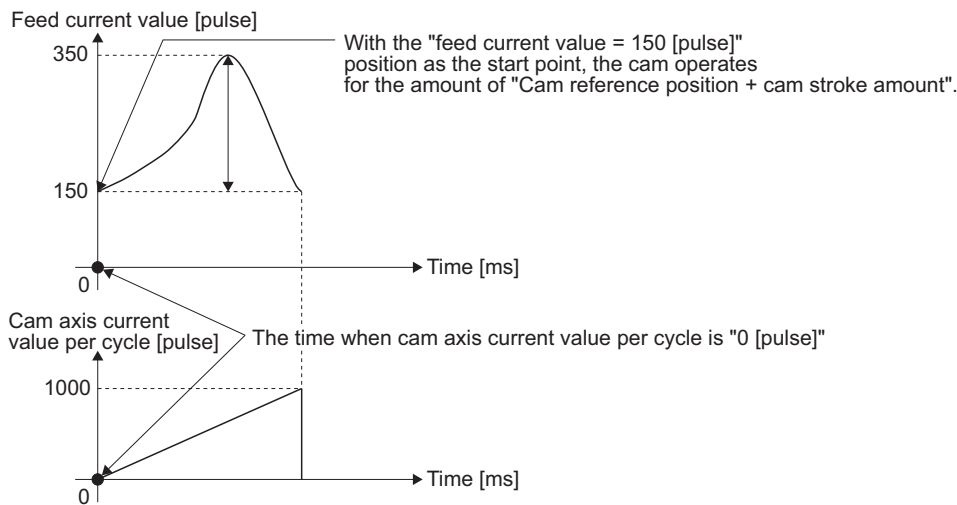 Feed current value [pulse]
350
With the "feed current value = 150 [pulse]"
position as the start point, the cam operates
for the amount of "Cam reference position + cam stroke amount".
150
Time [ms]
0
Cam axis current
value per cycle [pulse]
The time when cam axis current value per cycle is "0 [pulse]"
1000
Time [ms]
0